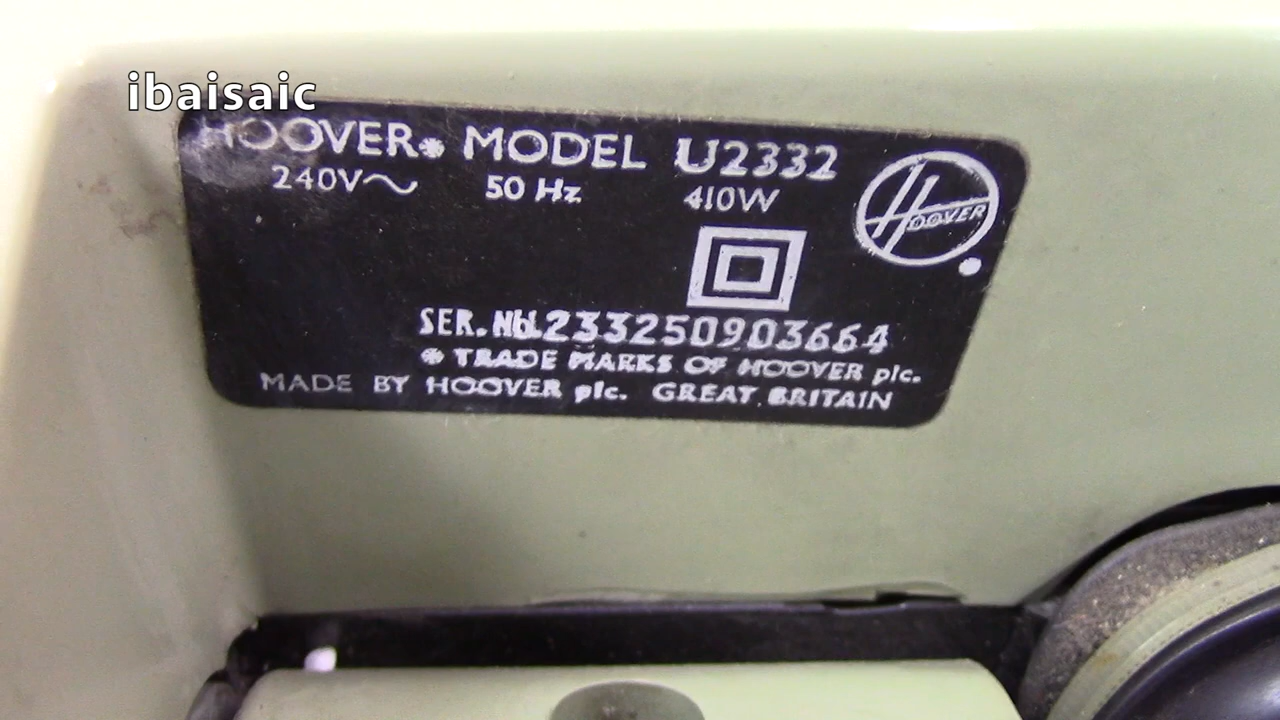 ibaisaic
HOOVER* MODEL U2332
240V~ 50 Hz 410W
HOOVER
SER.No.233250903664
* TRADE MARKS OF HOOVER plc.
MADE BY HOOVER plc. GREAT BRITAIN